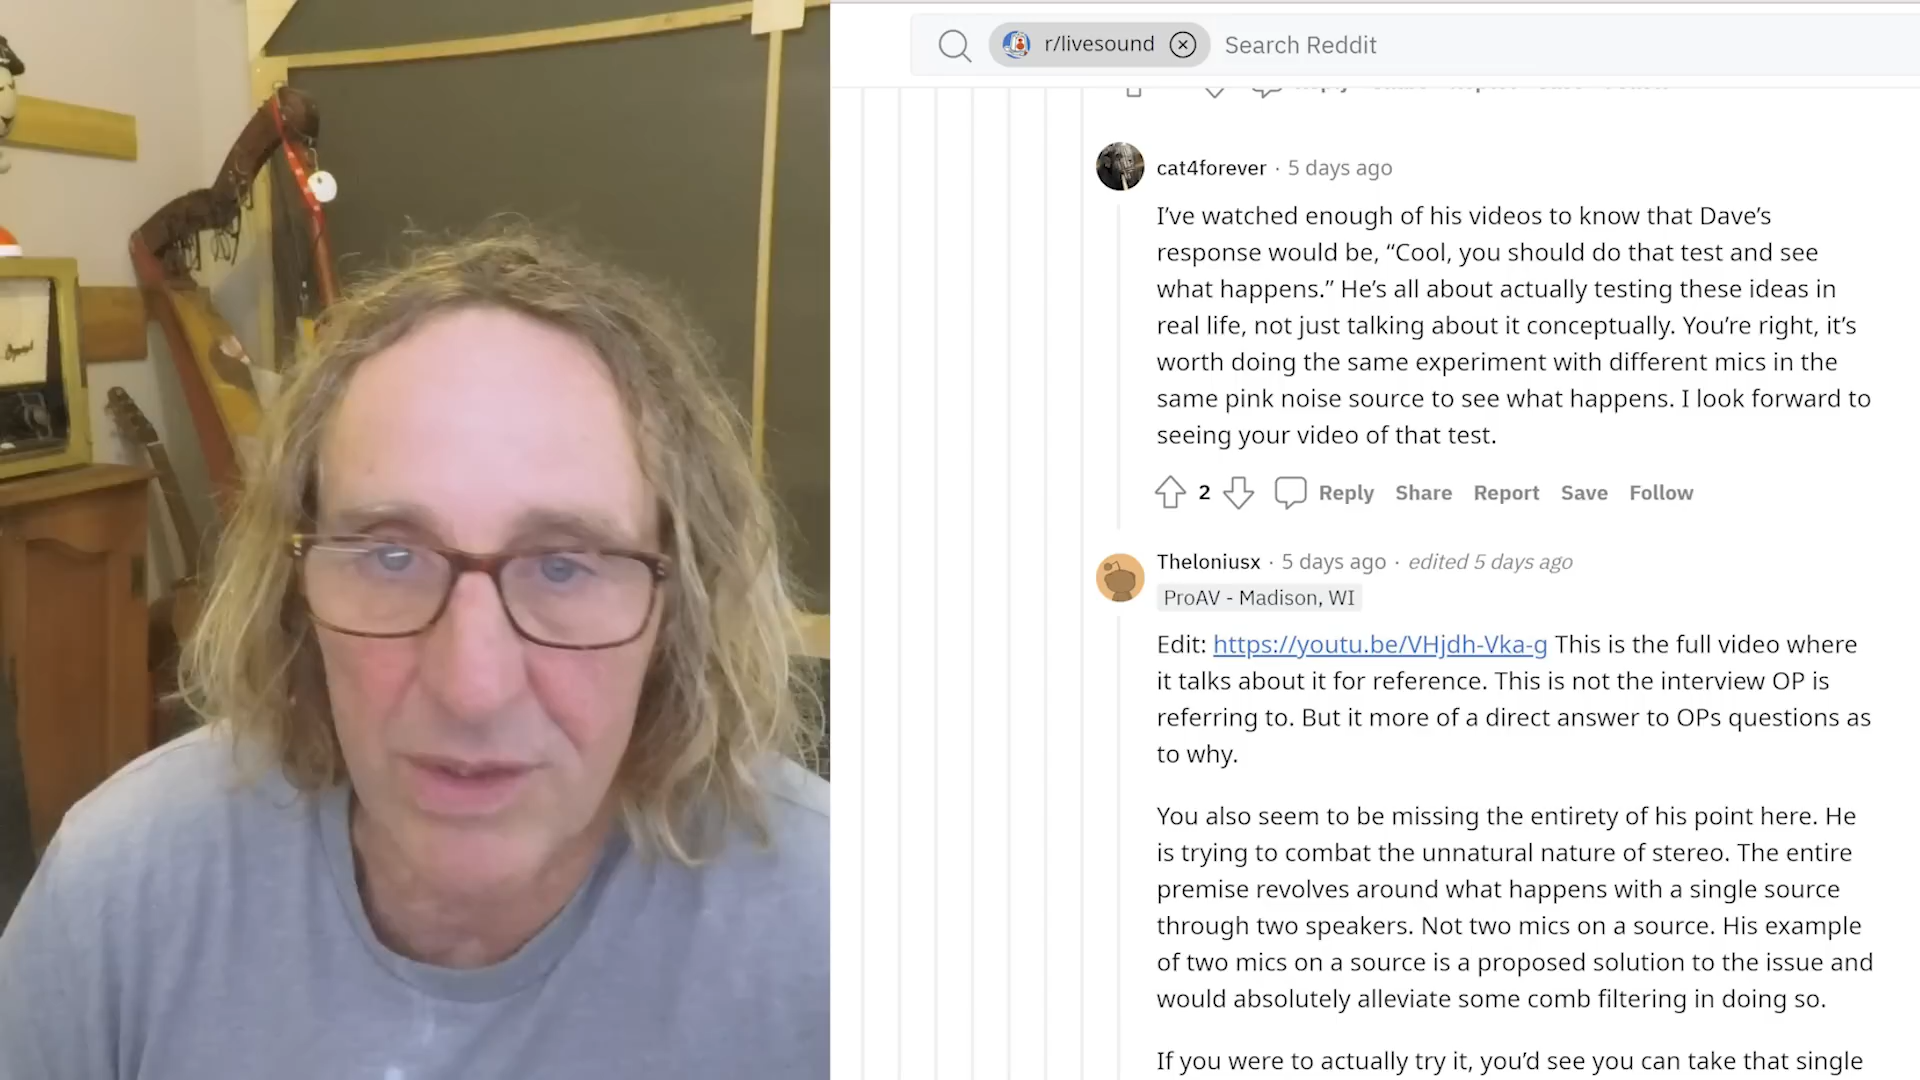 r/livesound Search Reddit
cat4forever · 5 days ago
I’ve watched enough of his videos to know that Dave’s
response would be, “Cool, you should do that test and see
what happens.” He’s all about actually testing these ideas in
real life, not just talking about it conceptually. You’re right, it’s
worth doing the same experiment with different mics in the
same pink noise source to see what happens. I look forward to
seeing your video of that test.
2 Reply Share Report Save Follow
Theloniusx · 5 days ago · edited 5 days ago
ProAV - Madison, WI
Edit: https://youtu.be/VHjdh-Vka-g This is the full video where
it talks about it for reference. This is not the interview OP is
referring to. But it more of a direct answer to OPs questions as
to why.
You also seem to be missing the entirety of his point here. He
is trying to combat the unnatural nature of stereo. The entire
premise revolves around what happens with a single source
through two speakers. Not two mics on a source. His example
of two mics on a source is a proposed solution to the issue and
would absolutely alleviate some comb filtering in doing so.
If you were to actually try it, you’d see you can take that single